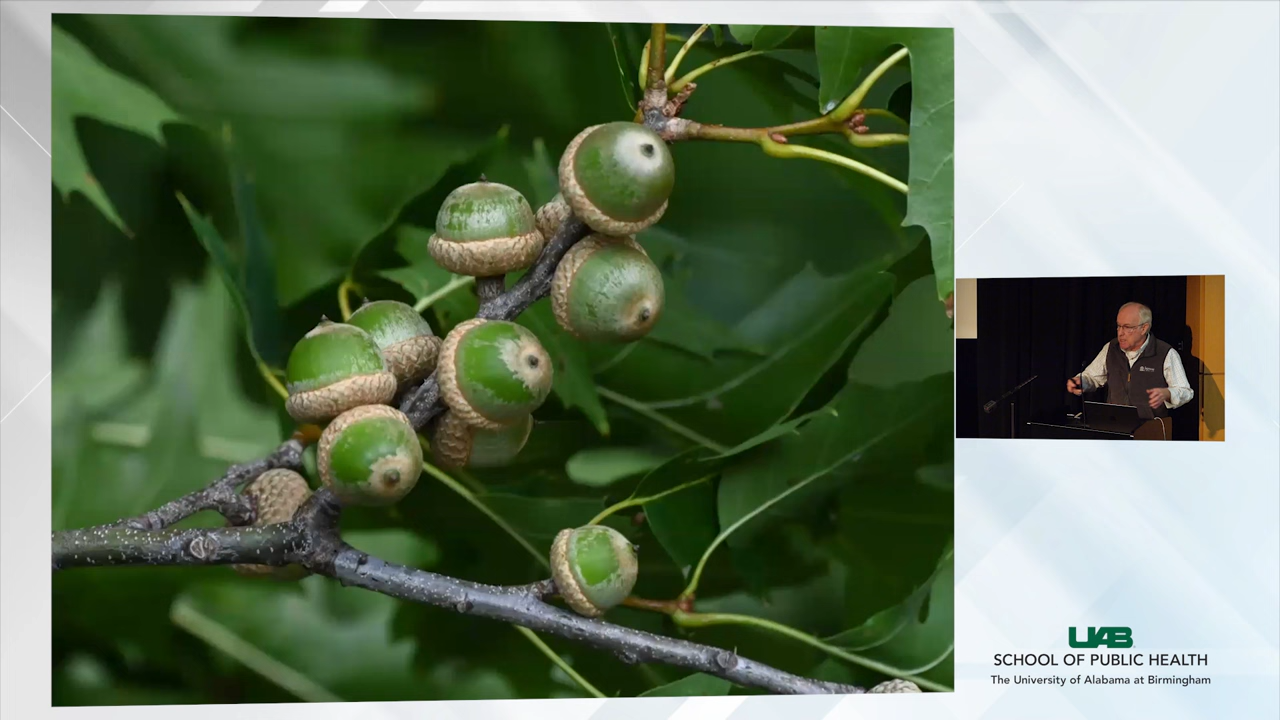 UAB
SCHOOL OF PUBLIC HEALTH
The University of Alabama at Birmingham